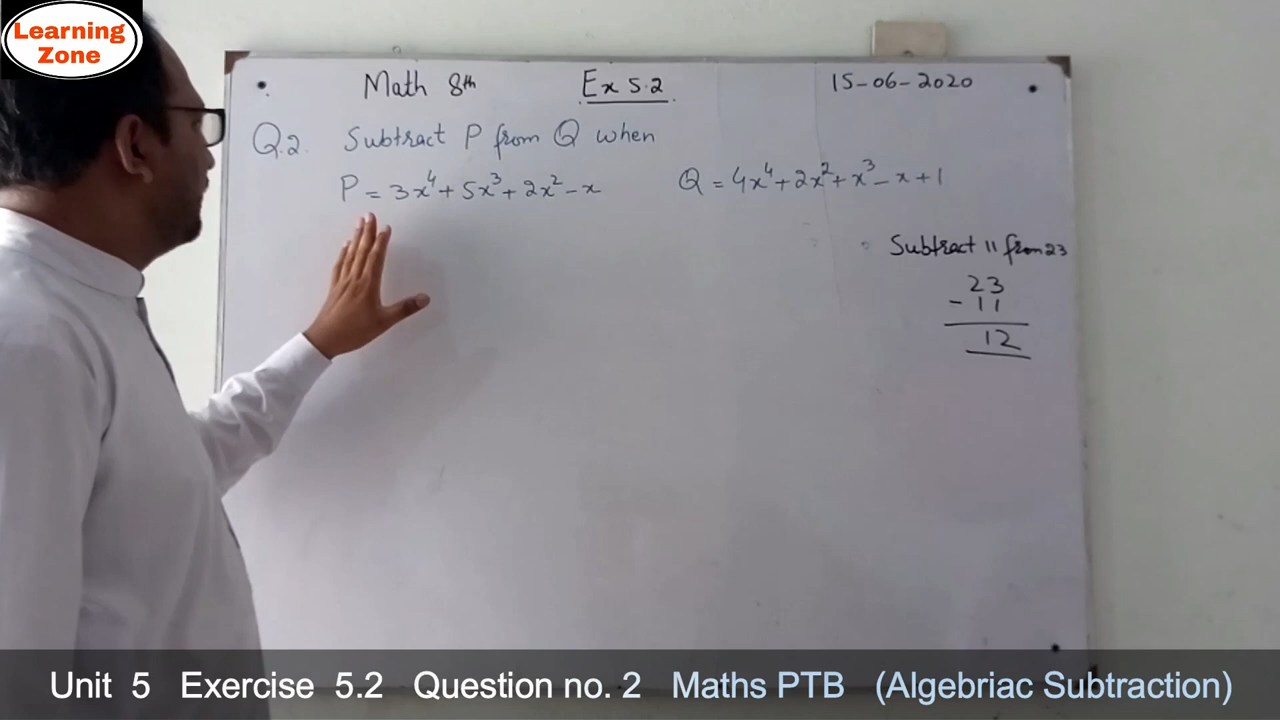 Learning
Zone
Math 8th Ex 5.2 15-06-2020
Q.2. Subtract P from Q when
P = 3x⁴ + 5x³ + 2x² - x Q = 4x⁴ + 2x² + x³ - x + 1
Subtract 11 from 23
23
- 11
12
Unit 5 Exercise 5.2 Question no. 2 Maths PTB (Algebriac Subtraction)